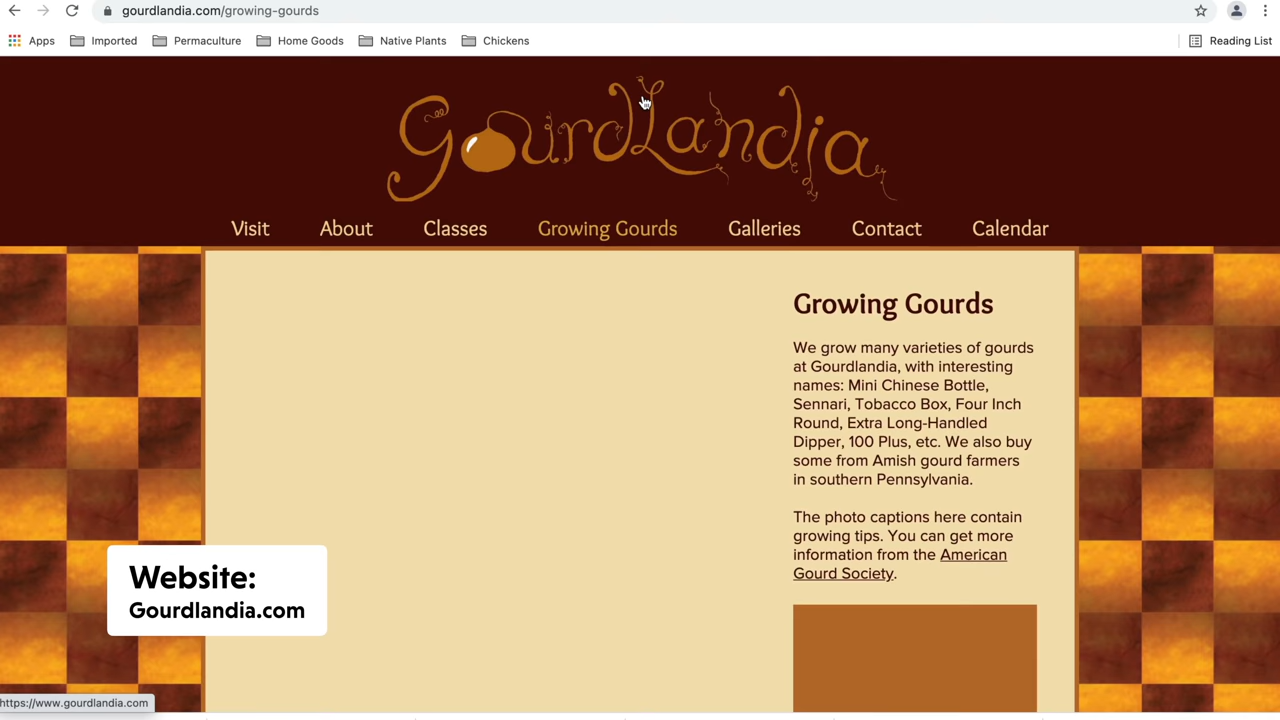 gourdlandia.com/growing-gourds
Apps Imported Permaculture Home Goods Native Plants Chickens Reading List
GourdLandia
Visit About Classes Growing Gourds Galleries Contact Calendar
Growing Gourds
We grow many varieties of gourds
at Gourdlandia, with interesting
names: Mini Chinese Bottle,
Sennari, Tobacco Box, Four Inch
Round, Extra Long-Handled
Dipper, 100 Plus, etc. We also buy
some from Amish gourd farmers
in southern Pennsylvania.
The photo captions here contain
growing tips. You can get more
information from the American
Gourd Society.
Website:
Gourdlandia.com
https://www.gourdlandia.com